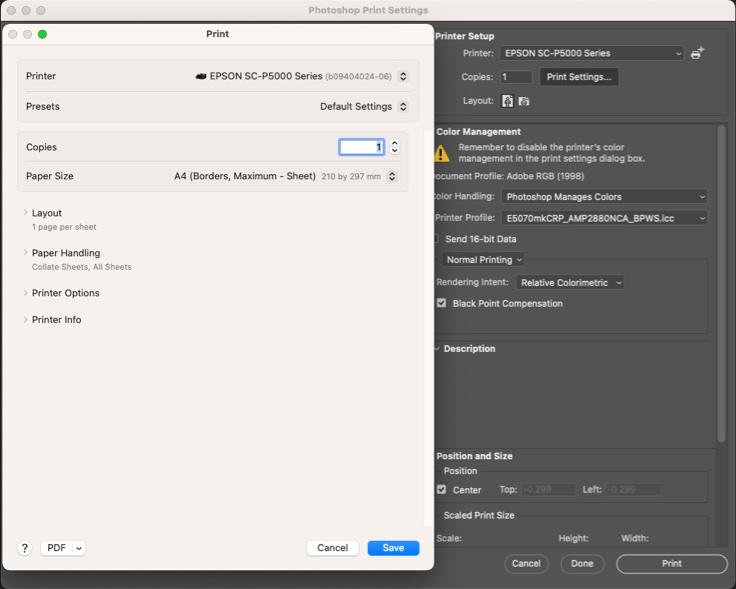 Photoshop Print Settings
Print
Printer EPSON SC-P5000 Series (b09404024-06)
Presets Default Settings
Copies 1
Paper Size A4 (Borders, Maximum - Sheet) 210 by 297 mm
Layout
1 page per sheet
Paper Handling
Collate Sheets, All Sheets
Printer Options
Printer Info
? PDF Cancel Save
Printer Setup
Printer: EPSON SC-P5000 Series
Copies: 1 Print Settings...
Layout:
Color Management
Remember to disable the printer's color
management in the print settings dialog box.
ocument Profile: Adobe RGB (1998)
olor Handling: Photoshop Manages Colors
Printer Profile: E5070mkCRP_AMP2880NCA_BPWS.icc
Send 16-bit Data
Normal Printing
Rendering Intent: Relative Colorimetric
Black Point Compensation
Description
Position and Size
Position
Center Top: -0.299 Left: -0.299
Scaled Print Size
Scale: Height: Width:
Cancel Done Print